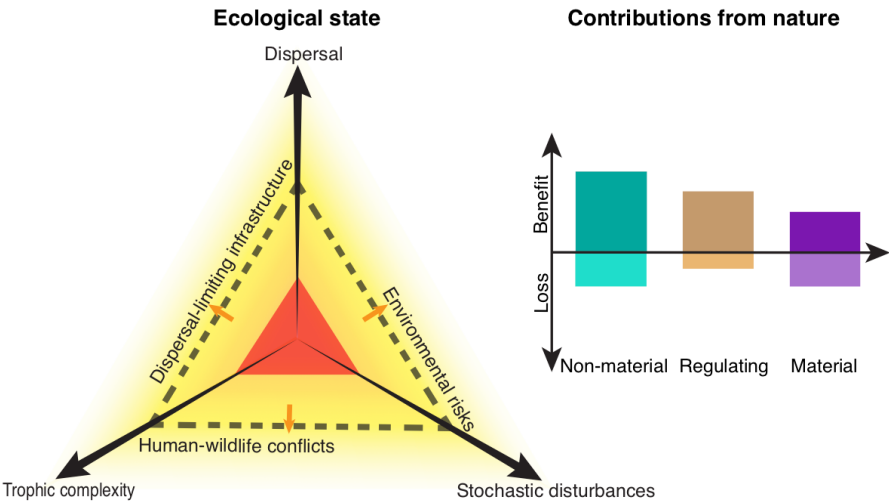 Ecological state
Contributions from nature
Dispersal
Dispersal-limiting infrastructure
Environmental risks
Human-wildlife conflicts
Trophic complexity
Stochastic disturbances
Benefit
Loss
Non-material
Regulating
Material